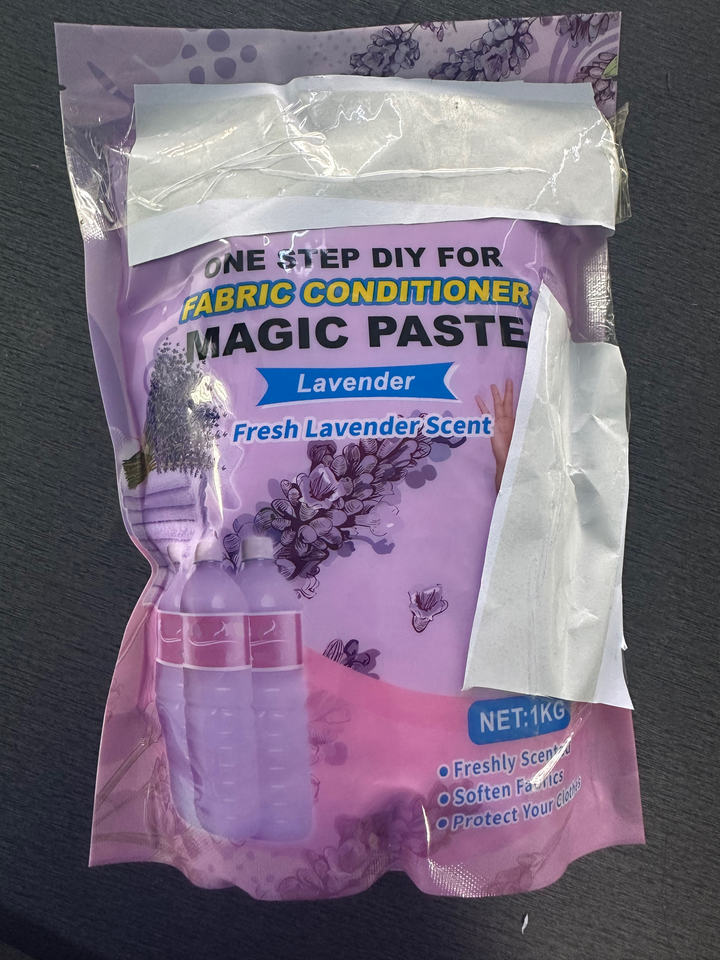 ONE STEP DIY FOR
FABRIC CONDITIONER
MAGIC PASTE
Lavender
Fresh Lavender Scent
NET:1KG
• Freshly Scented
• Soften Fabrics
• Protect Your Clothes